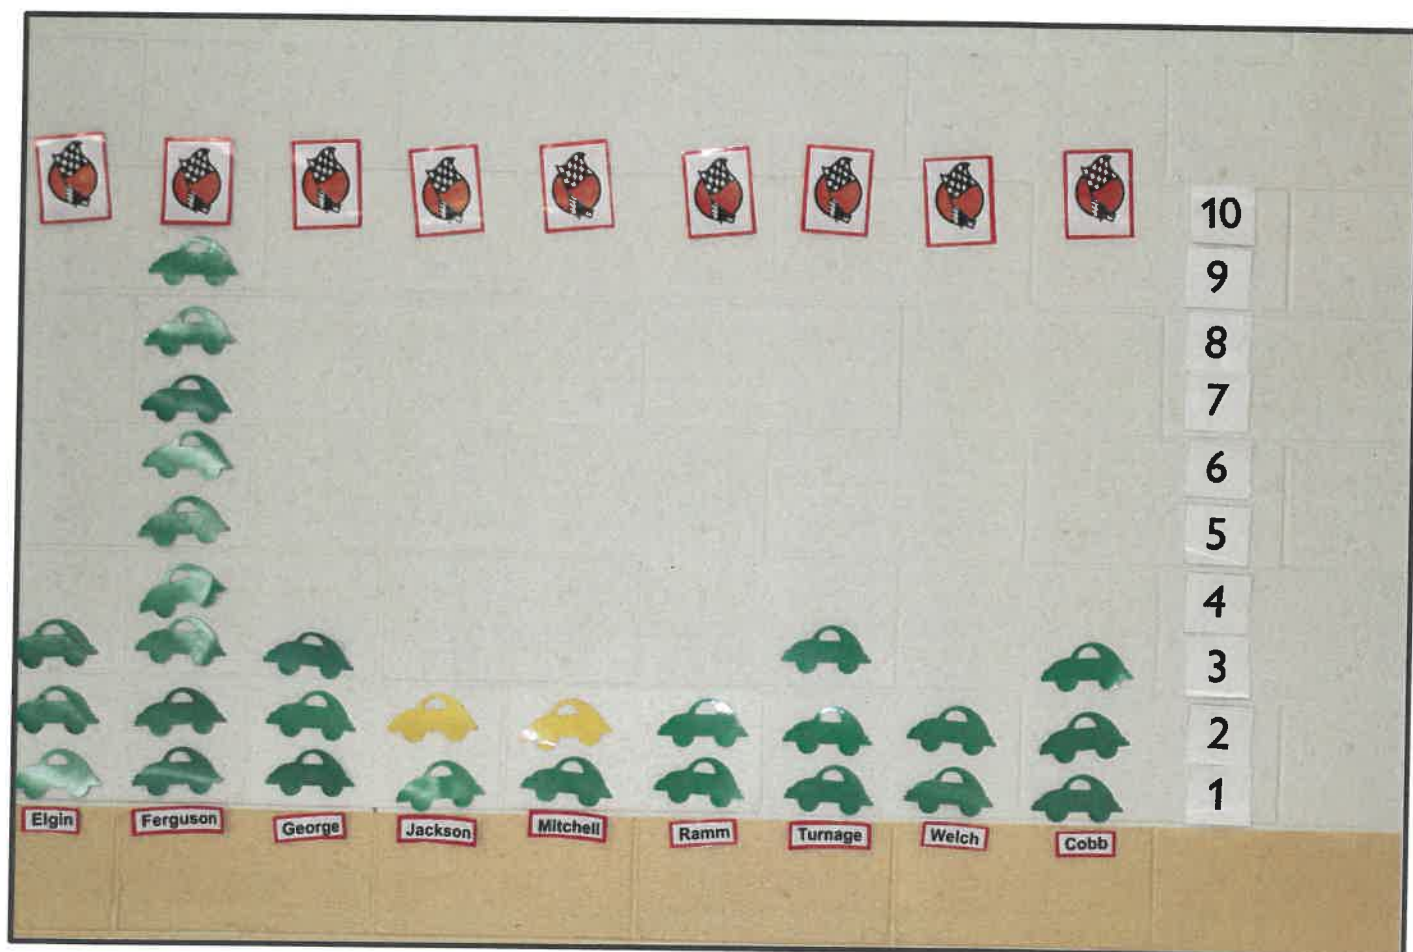 10
9
8
7
6
5
4
3
2
1
Elgin
Ferguson
George
Jackson
Mitchell
Ramm
Turnage
Welch
Cobb